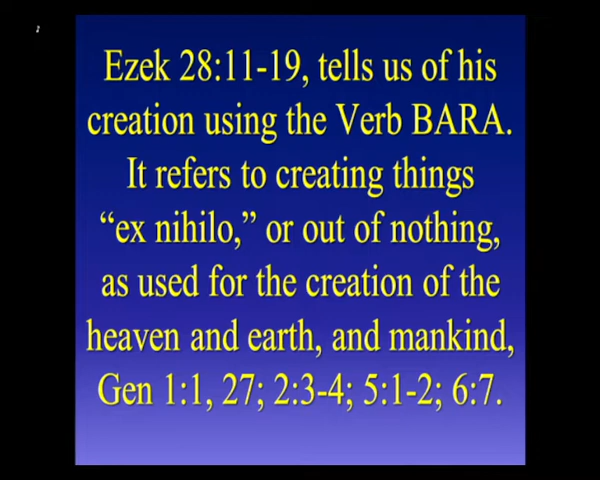 Ezek 28:11-19, tells us of his
creation using the Verb BARA.
It refers to creating things
“ex nihilo,” or out of nothing,
as used for the creation of the
heaven and earth, and mankind,
Gen 1:1, 27; 2:3-4; 5:1-2; 6:7.